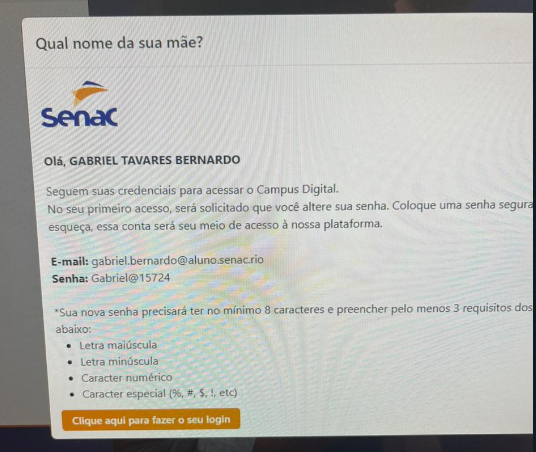 Qual nome da sua mãe?
Senac
Olá, GABRIEL TAVARES BERNARDO
Seguem suas credenciais para acessar o Campus Digital.
No seu primeiro acesso, será solicitado que você altere sua senha. Coloque uma senha segura
esqueça, essa conta será seu meio de acesso à nossa plataforma.
E-mail: gabriel.bernardo@aluno.senac.rio
Senha: Gabriel@15724
*Sua nova senha precisará ter no mínimo 8 caracteres e preencher pelo menos 3 requisitos dos
abaixo:
• Letra maiúscula
• Letra minúscula
• Caracter numérico
• Caracter especial (%, #, $, !, etc)
Clique aqui para fazer o seu login